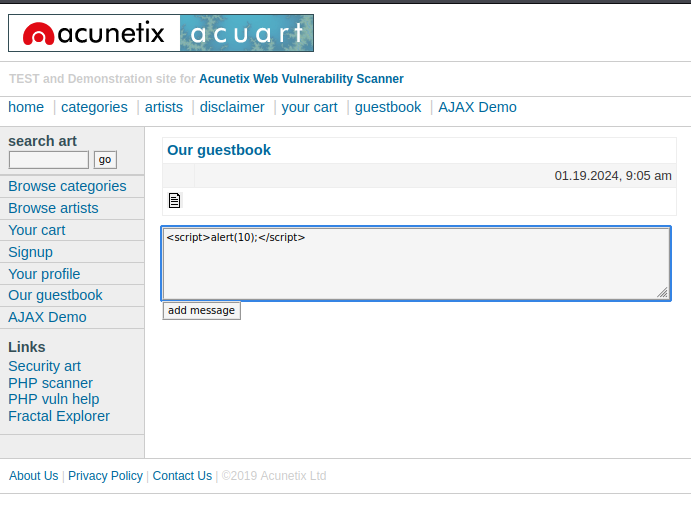 acunetix acuart
TEST and Demonstration site for Acunetix Web Vulnerability Scanner
home | categories | artists | disclaimer | your cart | guestbook | AJAX Demo
search art
go
Browse categories
Browse artists
Your cart
Signup
Your profile
Our guestbook
AJAX Demo
Links
Security art
PHP scanner
PHP vuln help
Fractal Explorer
Our guestbook
01.19.2024, 9:05 am
<script>alert(10);</script>
add message
About Us | Privacy Policy | Contact Us | ©2019 Acunetix Ltd